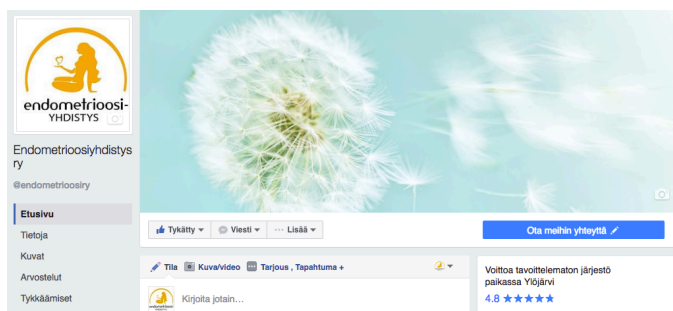 endometrioosi-
YHDISTYS
Endometrioosiyhdistys
ry
@endometrioosiry
Etusivu
Tietoja
Kuvat
Arvostelut
Tykkäämiset
Tykätty
Viesti
Lisää
Ota meihin yhteyttä
Tila
Kuva/video
Tarjous , Tapahtuma +
Kirjoita jotain…
Voittoa tavoittelematon järjestö
paikassa Ylöjärvi
4.8